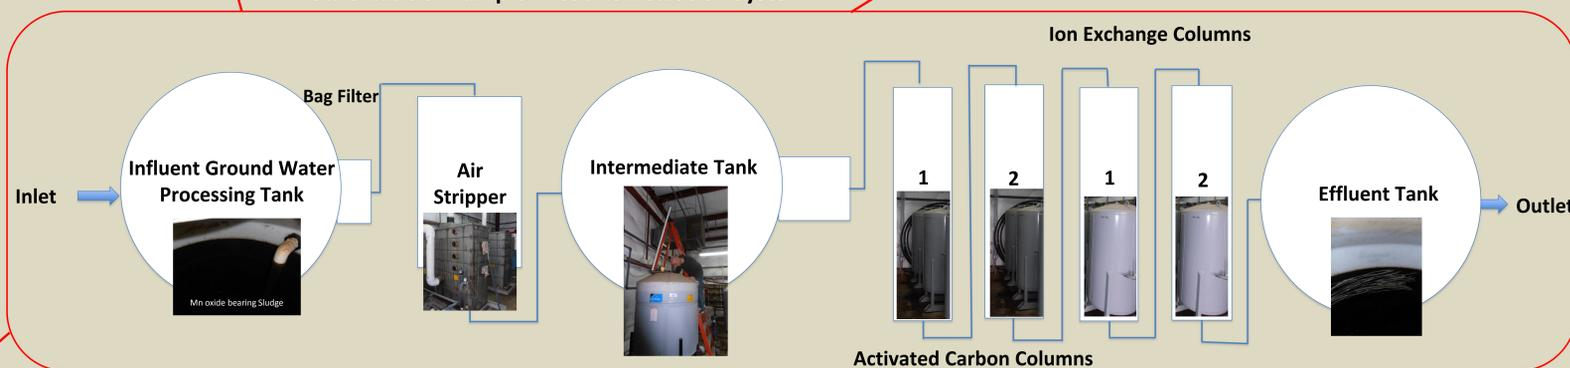 Ion Exchange Columns
Bag Filter
Inlet
Influent Ground Water
Processing Tank
Mn oxide bearing Sludge
Air
Stripper
Intermediate Tank
1
2
1
2
Effluent Tank
Outlet
Activated Carbon Columns